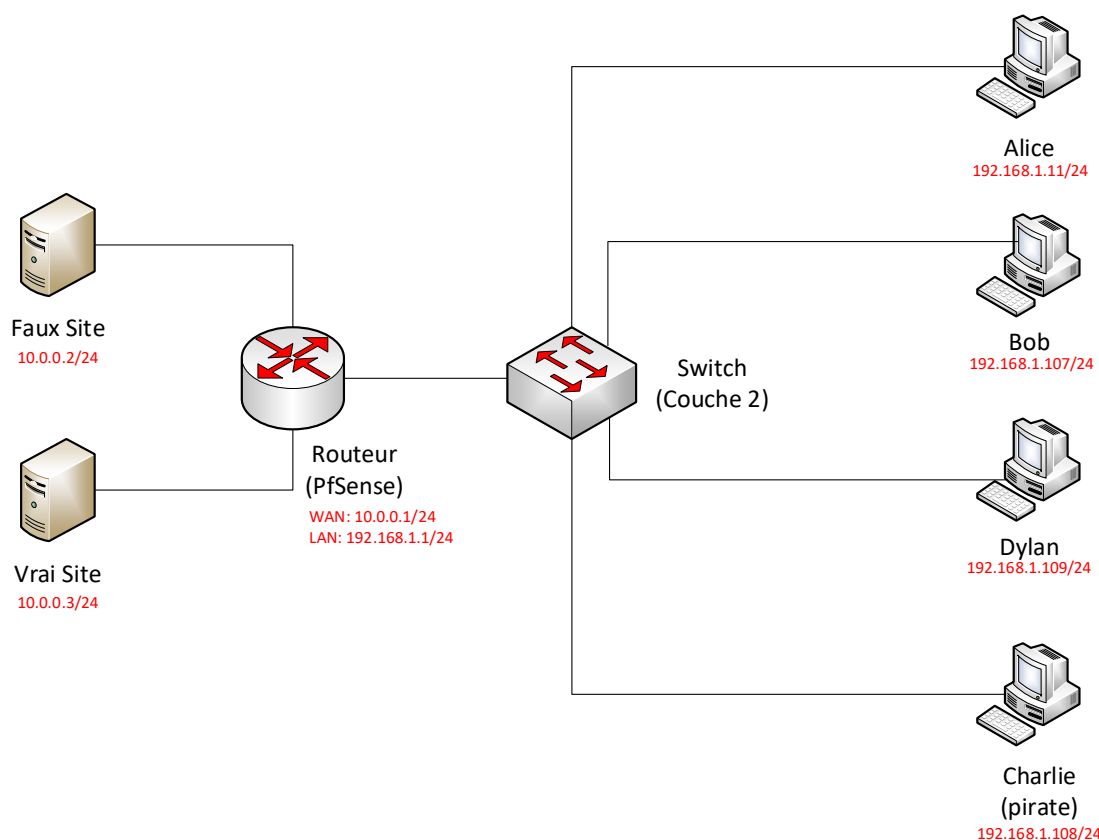 Alice
192.168.1.11/24
Faux Site
10.0.0.2/24
Bob
192.168.1.107/24
Switch
(Couche 2)
Routeur
(PfSense)
WAN: 10.0.0.1/24
LAN: 192.168.1.1/24
Vrai Site
10.0.0.3/24
Dylan
192.168.1.109/24
Charlie
(pirate)
192.168.1.108/24